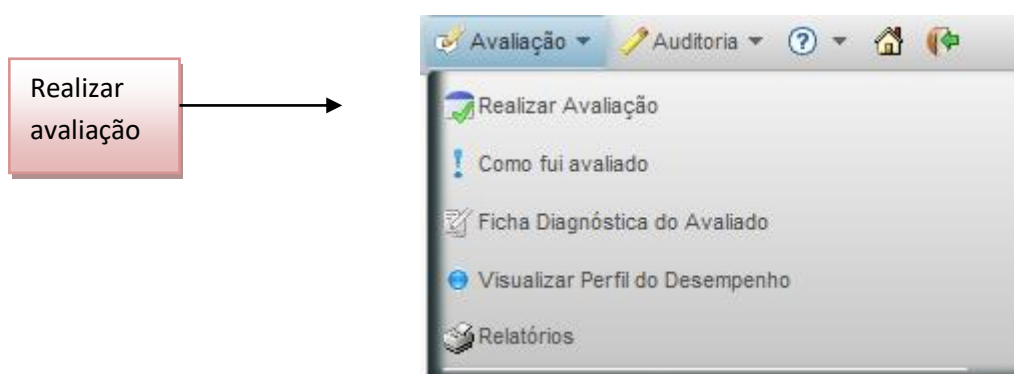 Avaliação Auditoria ?
Realizar
avaliação
Realizar Avaliação
Como fui avaliado
Ficha Diagnóstica do Avaliado
Visualizar Perfil do Desempenho
Relatórios